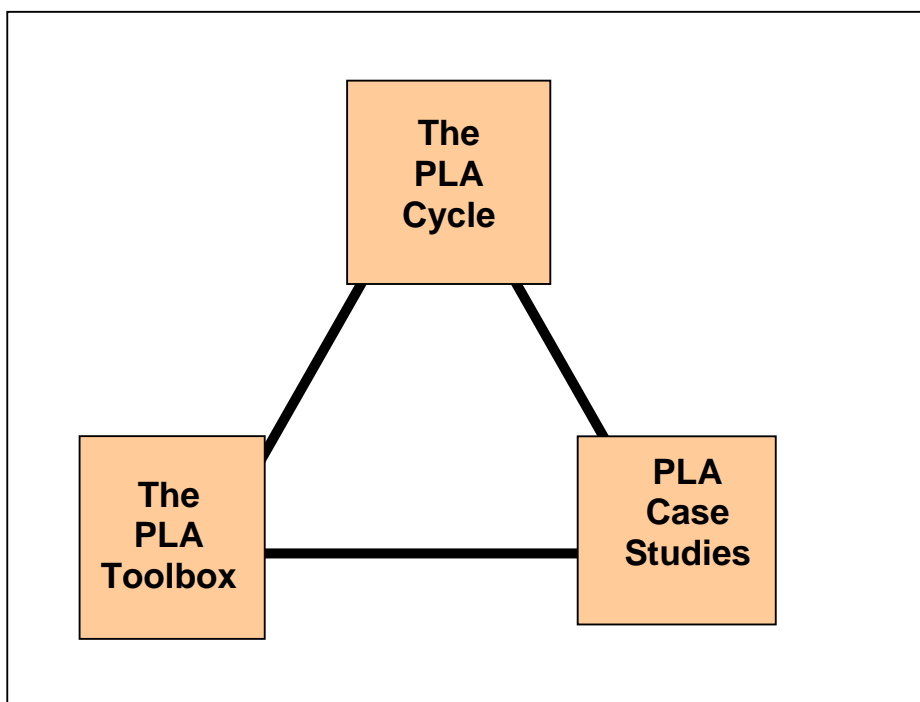 The
PLA
Cycle
The
PLA
Toolbox
PLA
Case
Studies